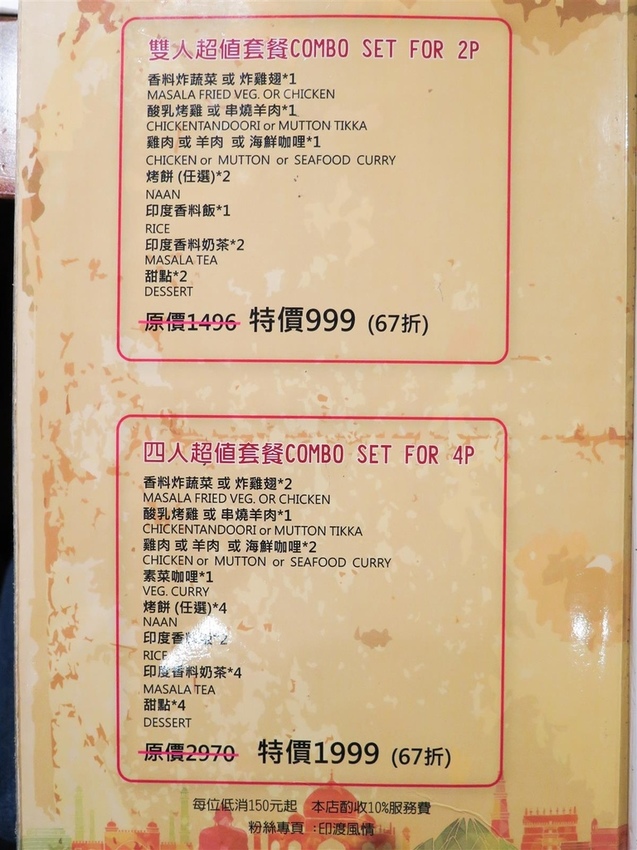 雙人超值套餐COMBO SET FOR 2P
香料炸蔬菜 或 炸雞翅*1
MASALA FRIED VEG. OR CHICKEN
酸乳烤雞 或 串燒羊肉*1
CHICKENTANDOORI or MUTTON TIKKA
雞肉 或 羊肉 或 海鮮咖哩*1
CHICKEN or MUTTON or SEAFOOD CURRY
烤餅 (任選)*2
NAAN
印度香料飯*1
RICE
印度香料奶茶*2
MASALA TEA
甜點*2
DESSERT
原價1496 特價999 (67折)
四人超值套餐COMBO SET FOR 4P
香料炸蔬菜 或 炸雞翅*2
MASALA FRIED VEG. OR CHICKEN
酸乳烤雞 或 串燒羊肉*1
CHICKENTANDOORI or MUTTON TIKKA
雞肉 或 羊肉 或 海鮮咖哩*2
CHICKEN or MUTTON or SEAFOOD CURRY
素菜咖哩*1
VEG. CURRY
烤餅 (任選)*4
NAAN
印度香料飯*2
RICE
印度香料奶茶*4
MASALA TEA
甜點*4
DESSERT
原價2970 特價1999 (67折)
每位低消150元起 本店酌收10%服務費
粉絲專頁 :印渡風情